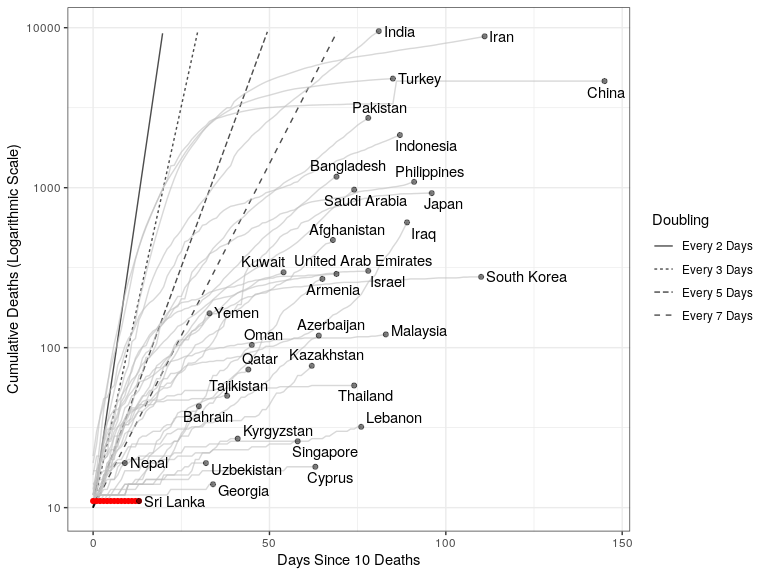 10000
1000
100
10
0
50
100
150
Cumulative Deaths (Logarithmic Scale)
Days Since 10 Deaths
India
Iran
Turkey
China
Pakistan
Indonesia
Bangladesh
Philippines
Saudi Arabia
Japan
Afghanistan
Iraq
Kuwait
United Arab Emirates
Israel
South Korea
Armenia
Yemen
Azerbaijan
Oman
Malaysia
Qatar
Kazakhstan
Tajikistan
Thailand
Bahrain
Lebanon
Kyrgyzstan
Singapore
Nepal
Uzbekistan
Cyprus
Georgia
Sri Lanka
Doubling
Every 2 Days
Every 3 Days
Every 5 Days
Every 7 Days